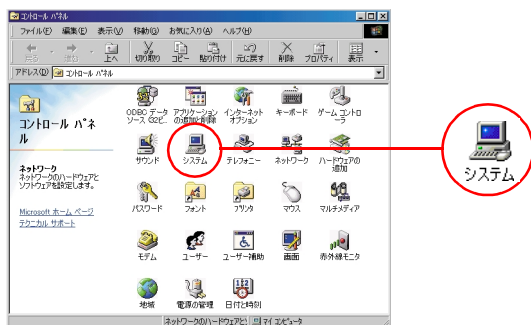 コントロール パネル
ファイル(F) 編集(E) 表示(V) 移動(G) お気に入り(A) ヘルプ(H)
戻る 進む 上へ 切り取り コピー 貼り付け 元に戻す 削除 プロパティ 表示
アドレス(D) コントロール パネル
コントロール パネ
ル
ネットワーク
ネットワークのハードウェアと
ソフトウェアを設定します。
Microsoft ホーム ページ
テクニカル サポート
ODBC データ アプリケーション インターネット キーボード ゲーム コントロ
ソース (32ビ.. の追加と削除 オプション ーラ
サウンド システム テレフォニー ネットワーク ハードウェアの
追加
パスワード フォント プリンタ マウス マルチメディア
モデム ユーザー ユーザー補助 画面 赤外線モニタ
地域 電源の管理 日付と時刻
ネットワークのハードウェアと! マイ コンピュータ
システム